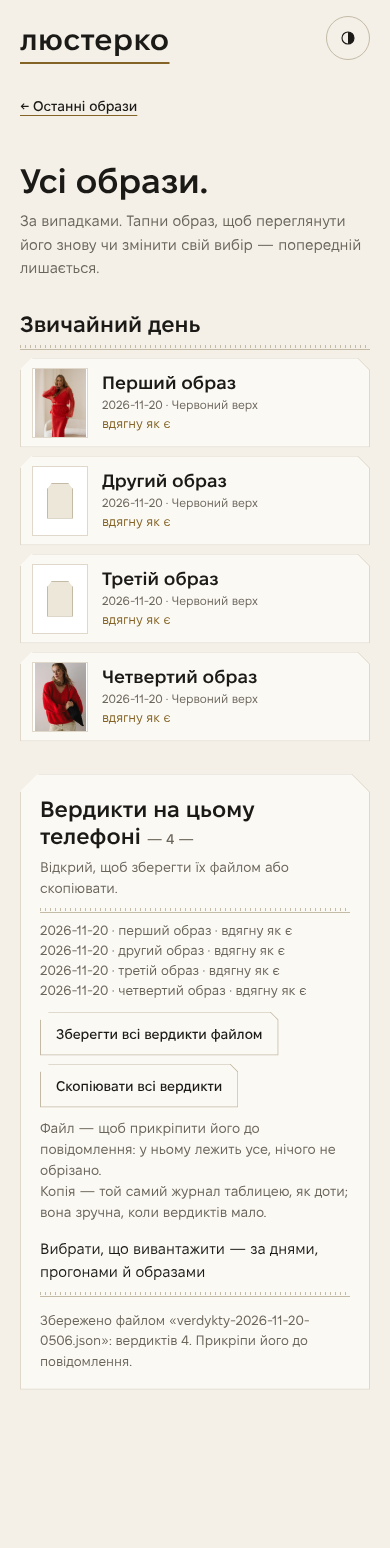 люстерко
← Останні образи
Усі образи.
За випадками. Тапни образ, щоб переглянути
його знову чи змінити свій вибір — попередній
лишається.
Звичайний день
Перший образ
2026-11-20 · Червоний верх
вдягну як є
Другий образ
2026-11-20 · Червоний верх
вдягну як є
Третій образ
2026-11-20 · Червоний верх
вдягну як є
Четвертий образ
2026-11-20 · Червоний верх
вдягну як є
Вердикти на цьому
телефоні — 4 —
Відкрий, щоб зберегти їх файлом або
скопіювати.
2026-11-20 · перший образ · вдягну як є
2026-11-20 · другий образ · вдягну як є
2026-11-20 · третій образ · вдягну як є
2026-11-20 · четвертий образ · вдягну як є
Зберегти всі вердикти файлом
Скопіювати всі вердикти
Файл — щоб прикріпити його до
повідомлення: у ньому лежить усе, нічого не
обрізано.
Копія — той самий журнал таблицею, як доти;
вона зручна, коли вердиктів мало.
Вибрати, що вивантажити — за днями,
прогонами й образами
Збережено файлом «verdykty-2026-11-20-
0506.json»: вердиктів 4. Прикріпи його до
повідомлення.